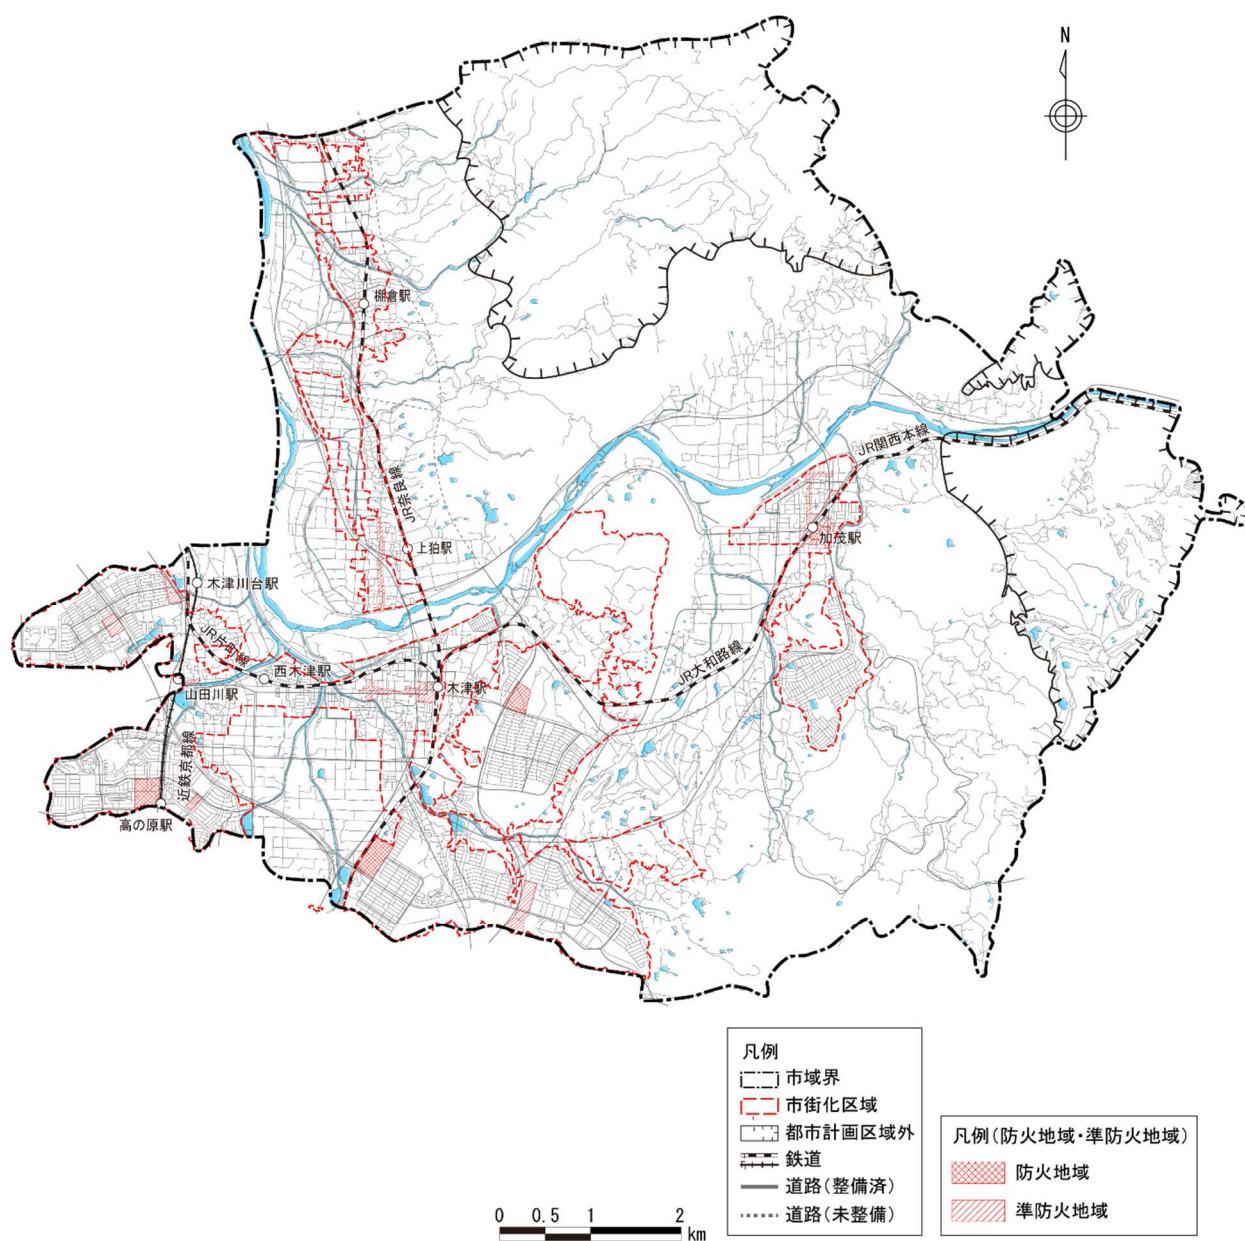 N
棚倉駅
JR奈良線
JR関西本線
上狛駅
加茂駅
木津川台駅
JR片町線
西木津駅
JR大和路線
山田川駅
木津駅
近鉄京都線
高の原駅
凡例
市域界
市街化区域
都市計画区域外
鉄道
道路(整備済)
道路(未整備)
凡例(防火地域・準防火地域)
防火地域
準防火地域
0 0.5 1 2
km